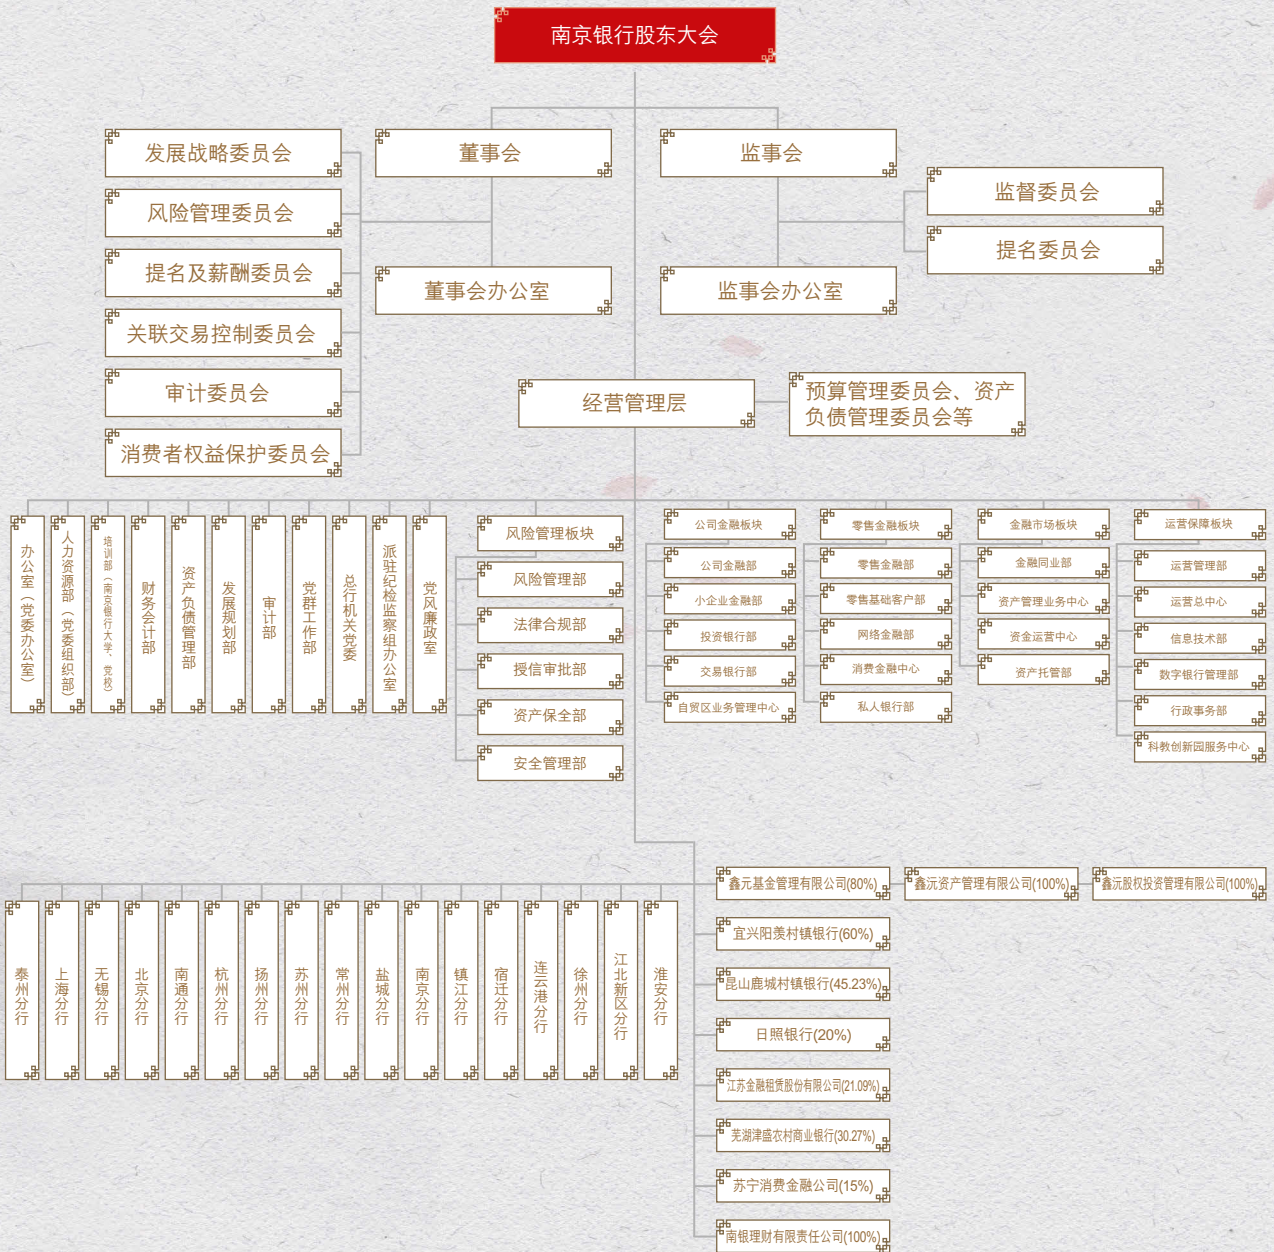 南京银行股东大会
董事会
监事会
发展战略委员会
风险管理委员会
提名及薪酬委员会
关联交易控制委员会
审计委员会
消费者权益保护委员会
董事会办公室
监事会办公室
监督委员会
提名委员会
经营管理层
预算管理委员会、资产
负债管理委员会等
办公室（党委办公室）
人力资源部（党委组织部）
培训部（南京银行大学、党校）
财务会计部
资产负债管理部
发展规划部
审计部
党群工作部
总行机关党委
派驻纪检监察组办公室
党风廉政室
风险管理板块
风险管理部
法律合规部
授信审批部
资产保全部
安全管理部
公司金融板块
公司金融部
小企业金融部
投资银行部
交易银行部
自贸区业务管理中心
零售金融板块
零售金融部
零售基础客户部
网络金融部
消费金融中心
私人银行部
金融市场板块
金融同业部
资产管理业务中心
资金运营中心
资产托管部
运营保障板块
运营管理部
运营总中心
信息技术部
数字银行管理部
行政事务部
科教创新园服务中心
泰州分行
上海分行
无锡分行
北京分行
南通分行
杭州分行
扬州分行
苏州分行
常州分行
盐城分行
南京分行
镇江分行
宿迁分行
连云港分行
徐州分行
江北新区分行
淮安分行
鑫元基金管理有限公司(80%)
鑫沅资产管理有限公司(100%)
鑫沅股权投资管理有限公司(100%)
宜兴阳羡村镇银行(60%)
昆山鹿城村镇银行(45.23%)
日照银行(20%)
江苏金融租赁股份有限公司(21.09%)
芜湖津盛农村商业银行(30.27%)
苏宁消费金融公司(15%)
南银理财有限责任公司(100%)